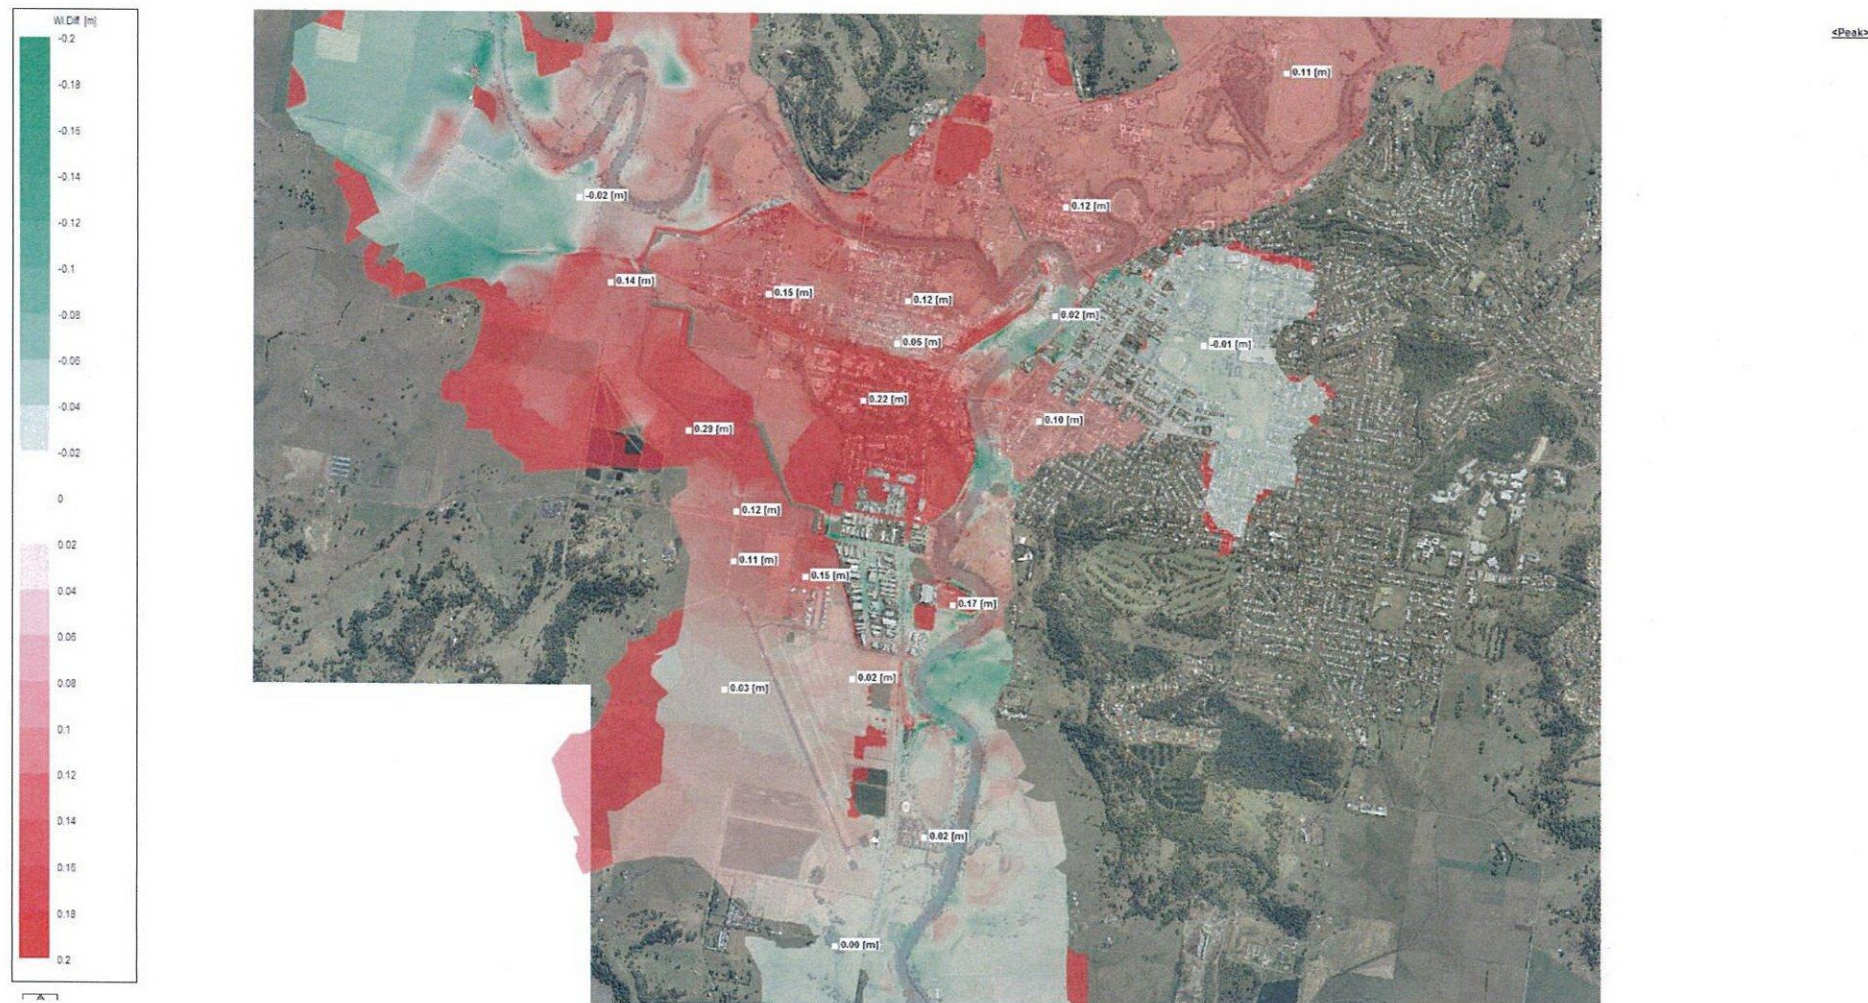 WI.Diff [m]
-0.2
-0.18
-0.16
-0.14
-0.12
-0.1
-0.08
-0.06
-0.04
-0.02
0
0.02
0.04
0.06
0.08
0.1
0.12
0.14
0.16
0.18
0.2
<Peak>
0.11 [m]
-0.02 [m]
0.12 [m]
0.14 [m]
0.15 [m]
0.12 [m]
0.02 [m]
0.05 [m]
-0.01 [m]
0.22 [m]
0.10 [m]
0.29 [m]
0.12 [m]
0.11 [m]
0.15 [m]
0.17 [m]
0.03 [m]
0.02 [m]
0.02 [m]
0.00 [m]